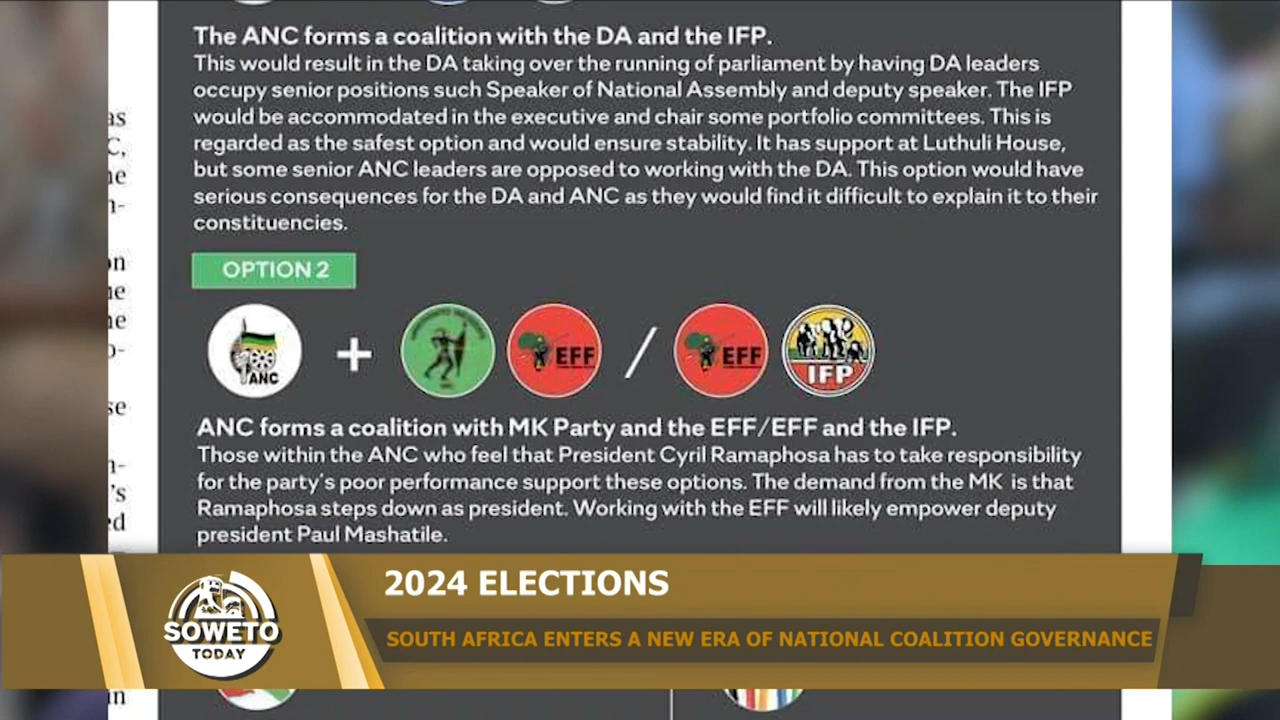 The ANC forms a coalition with the DA and the IFP.
This would result in the DA taking over the running of parliament by having DA leaders
occupy senior positions such Speaker of National Assembly and deputy speaker. The IFP
would be accommodated in the executive and chair some portfolio committees. This is
regarded as the safest option and would ensure stability. It has support at Luthuli House,
but some senior ANC leaders are opposed to working with the DA. This option would have
serious consequences for the DA and ANC as they would find it difficult to explain it to their
constituencies.
OPTION 2
ANC + EFF / EFF IFP
ANC forms a coalition with MK Party and the EFF/EFF and the IFP.
Those within the ANC who feel that President Cyril Ramaphosa has to take responsibility
for the party's poor performance support these options. The demand from the MK is that
Ramaphosa steps down as president. Working with the EFF will likely empower deputy
president Paul Mashatile.
2024 ELECTIONS
SOUTH AFRICA ENTERS A NEW ERA OF NATIONAL COALITION GOVERNANCE
SOWETO
TODAY